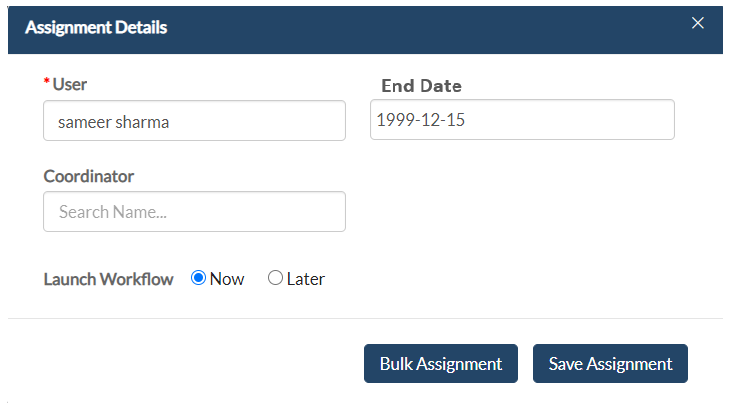 Assignment Details
* User
End Date
sameer sharma
1999-12-15
Coordinator
Search Name...
Launch Workflow Now Later
Bulk Assignment Save Assignment